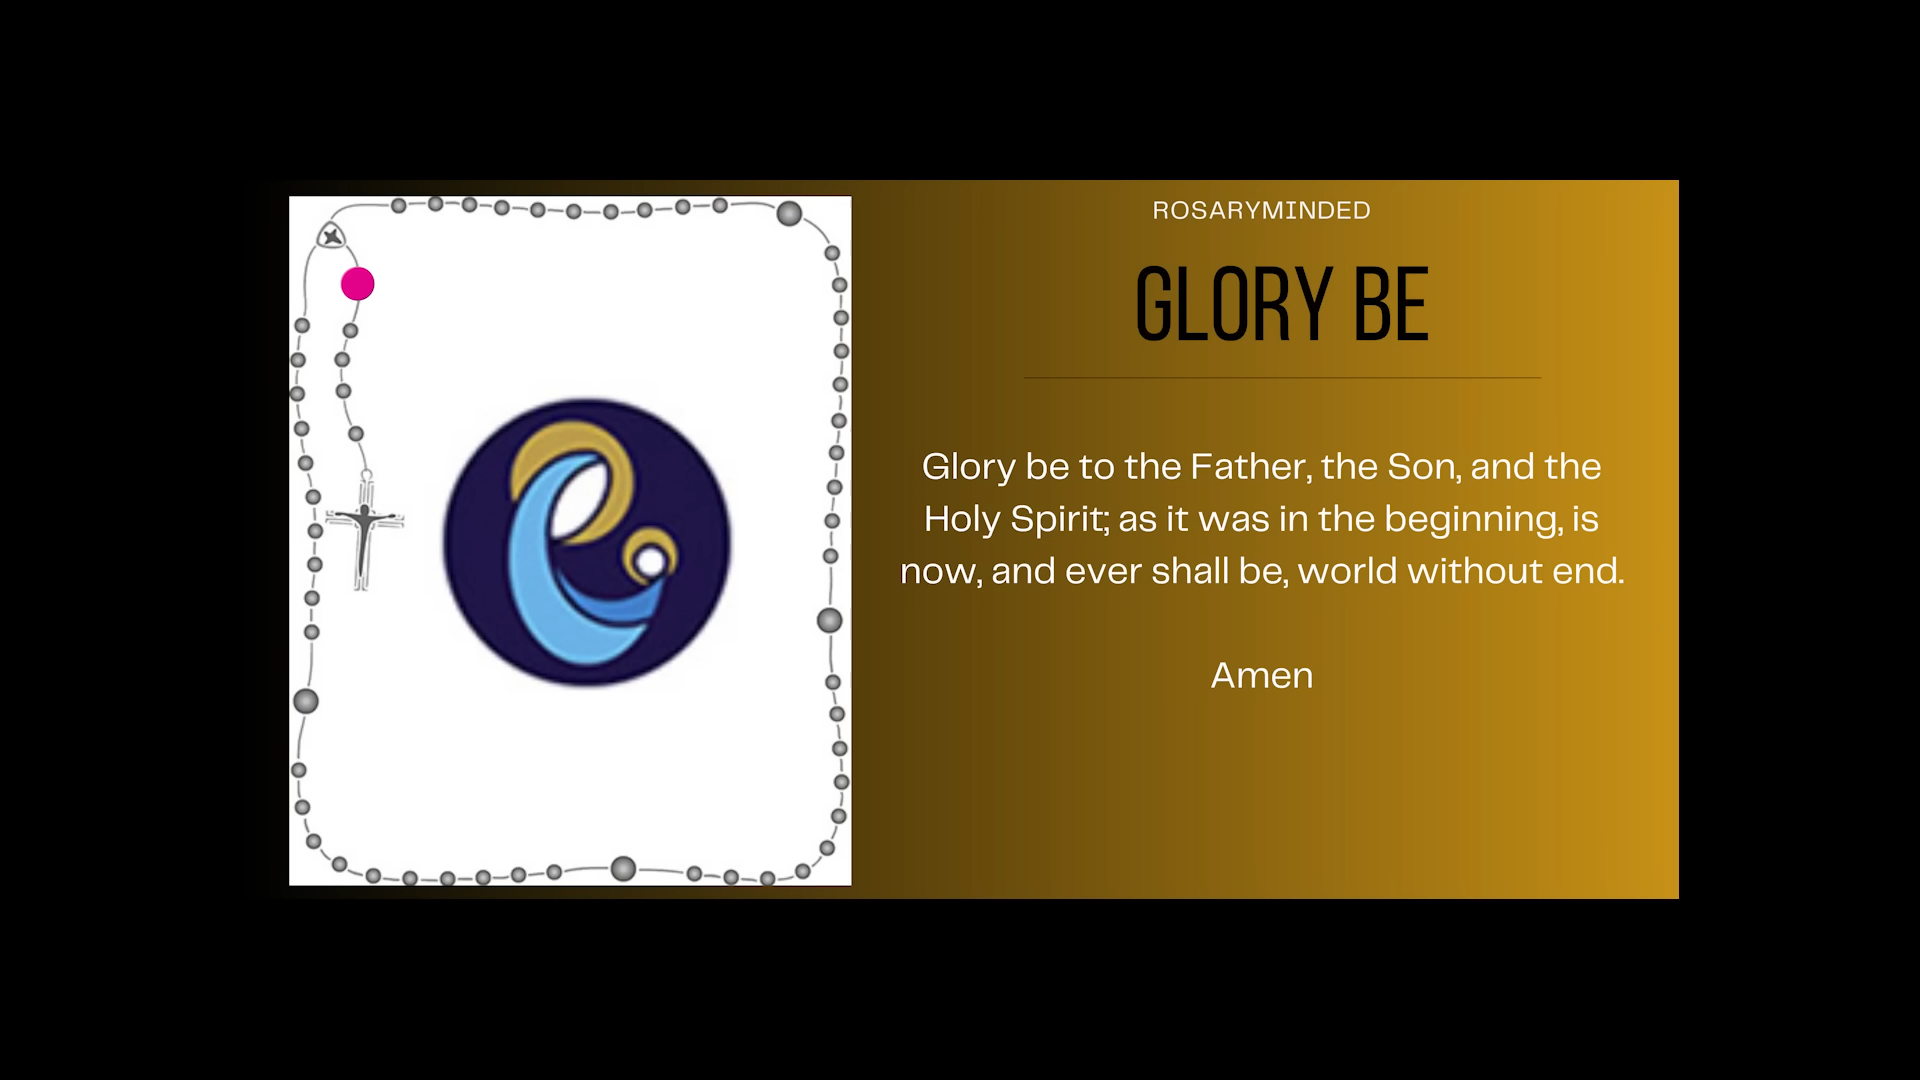 ROSARYMINDED
GLORY BE
Glory be to the Father, the Son, and the
Holy Spirit; as it was in the beginning, is
now, and ever shall be, world without end.
Amen